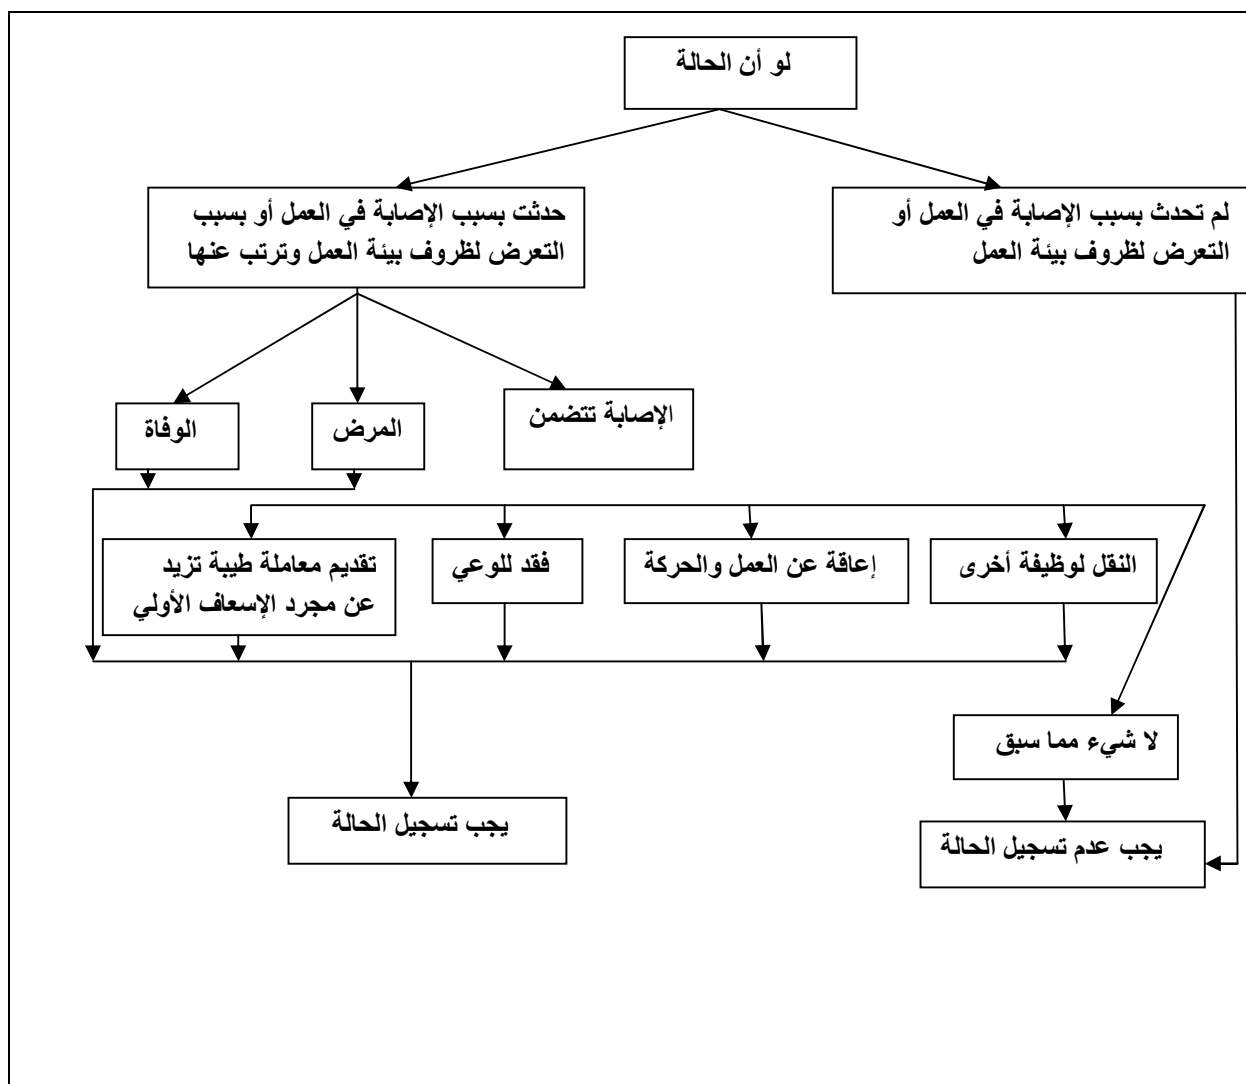 لو أن الحالة
لم تحدث بسبب الإصابة في العمل أو
التعرض لظروف بيئة العمل
حدثت بسبب الإصابة في العمل أو بسبب
التعرض لظروف بيئة العمل وترتب عنها
الإصابة تتضمن
المرض
الوفاة
النقل لوظيفة أخرى
إعاقة عن العمل والحركة
فقد للوعي
تقديم معاملة طيبة تزيد
عن مجرد الإسعاف الأولي
لا شيء مما سبق
يجب تسجيل الحالة
يجب عدم تسجيل الحالة